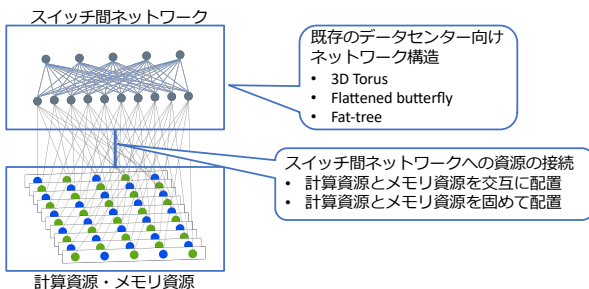 スイッチ間ネットワーク
既存のデータセンター向け
ネットワーク構造
• 3D Torus
• Flattened butterfly
• Fat-tree
スイッチ間ネットワークへの資源の接続
• 計算資源とメモリ資源を交互に配置
• 計算資源とメモリ資源を固めて配置
計算資源・メモリ資源